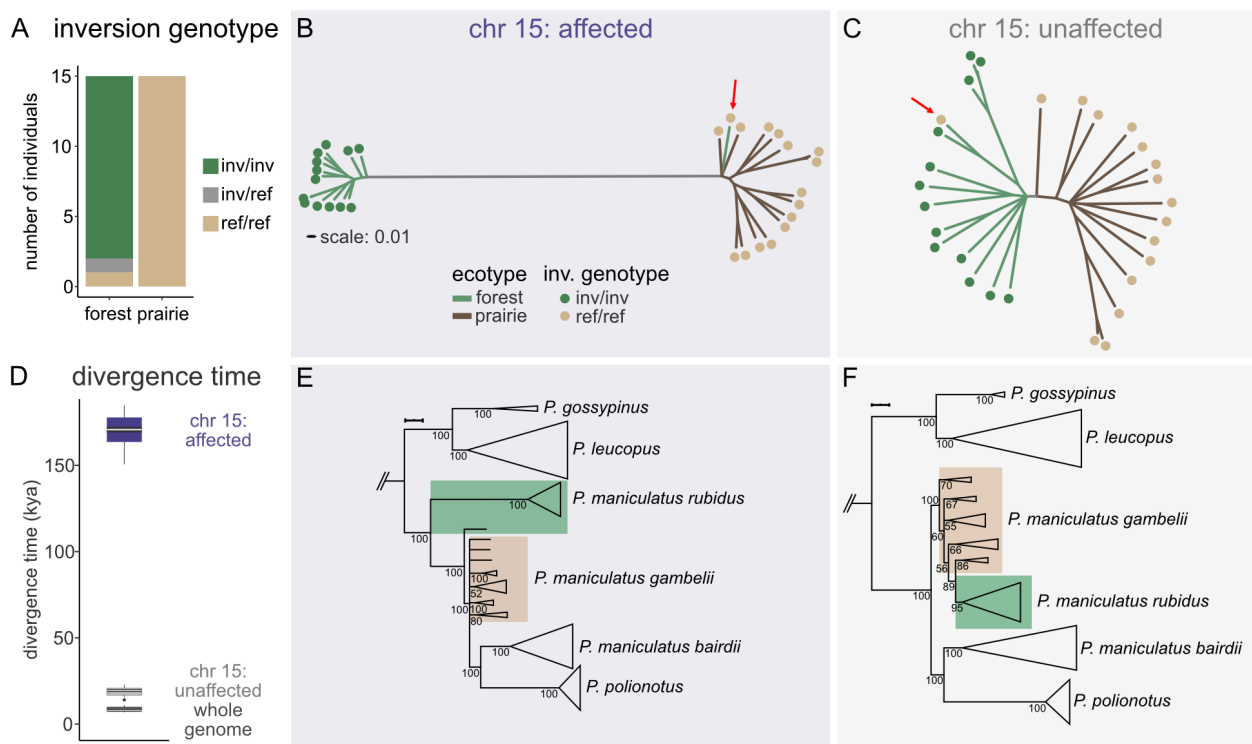 A inversion genotype
number of individuals
15
10
5
0
forest prairie
inv/inv
inv/ref
ref/ref
B
chr 15: affected
scale: 0.01
ecotype
forest
prairie
inv. genotype
inv/inv
ref/ref
C
chr 15: unaffected
D divergence time
divergence time (kya)
150
100
50
0
chr 15:
affected
chr 15:
unaffected
whole
genome
E
100
P. gossypinus
100
100
P. leucopus
100
P. maniculatus rubidus
100
100
100
52
P. maniculatus gambelii
100
100
80
100
P. maniculatus bairdii
100
100
P. polionotus
F
100
P. gossypinus
100
100
P. leucopus
70
100
67
55
P. maniculatus gambelii
60
66
86
56
89
95
P. maniculatus rubidus
100
100
P. maniculatus bairdii
100
100
P. polionotus